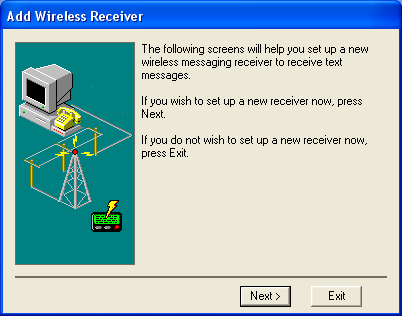 Add Wireless Receiver
The following screens will help you set up a new
wireless messaging receiver to receive text
messages.
If you wish to set up a new receiver now, press
Next.
If you do not wish to set up a new receiver now,
press Exit.
Next >
Exit